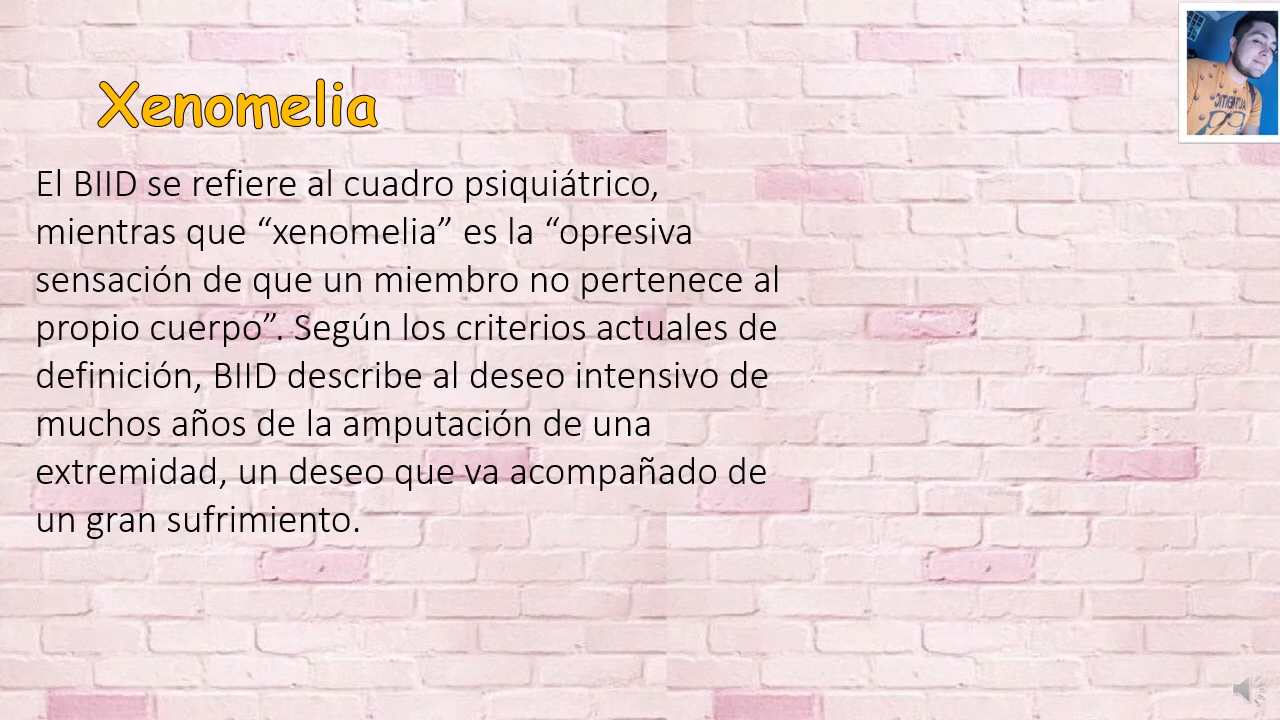 Xenomelia
El BIID se refiere al cuadro psiquiátrico,
mientras que “xenomelia” es la “opresiva
sensación de que un miembro no pertenece al
propio cuerpo”. Según los criterios actuales de
definición, BIID describe al deseo intensivo de
muchos años de la amputación de una
extremidad, un deseo que va acompañado de
un gran sufrimiento.